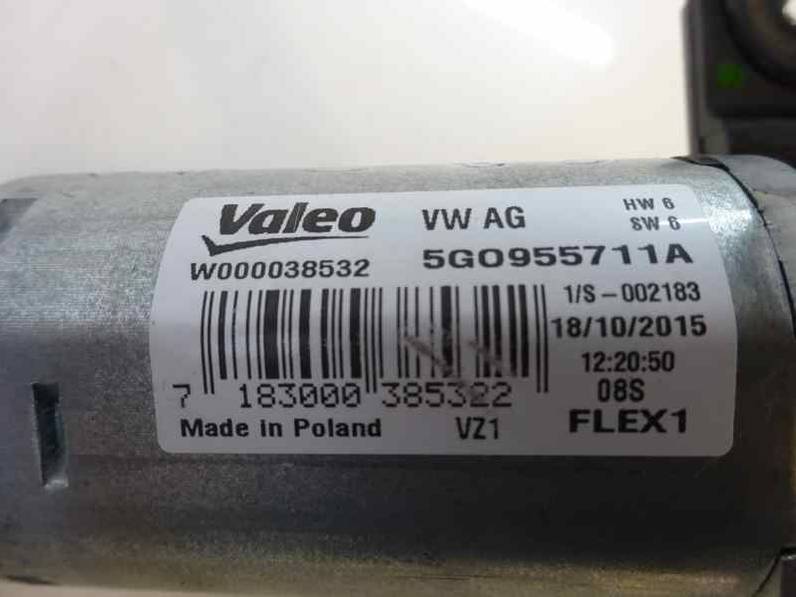 Valeo VW AG HW 6
SW 6
W000038532 5G0955711A
1/S-002183
18/10/2015
12:20:50
7 183000 385322 08S
Made in Poland VZ1 FLEX1